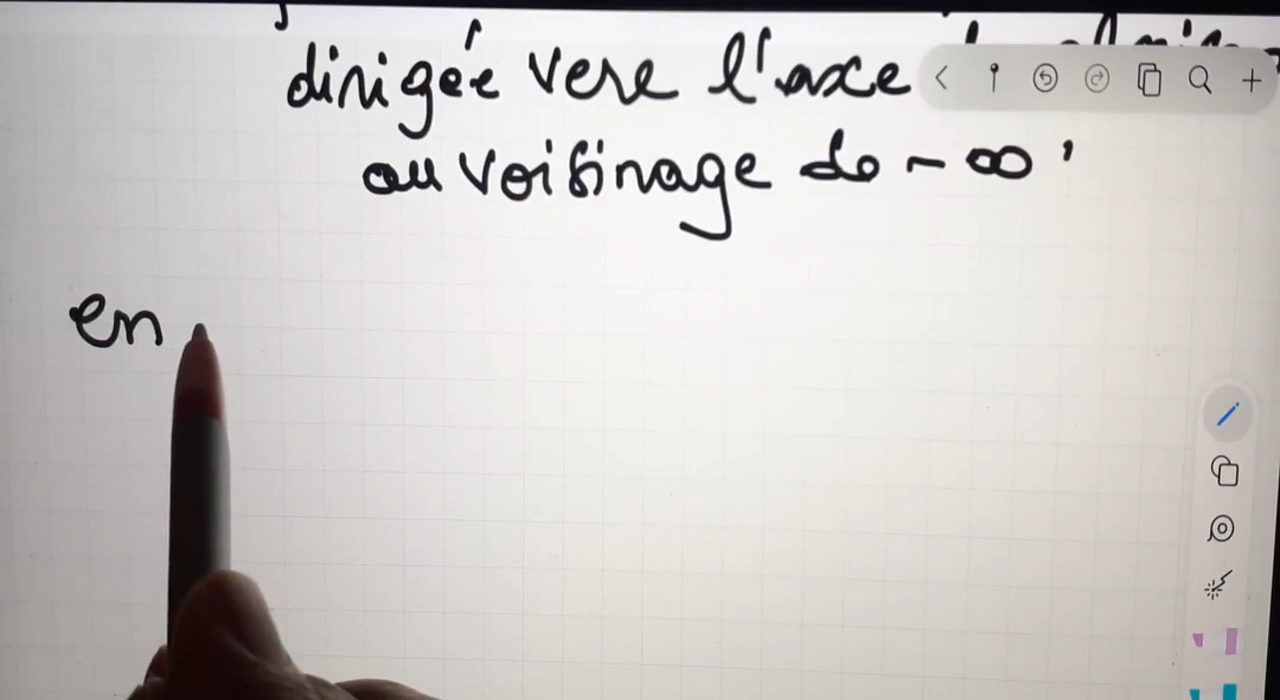 dirigée vers l'axe
au voisinage de -∞'
en